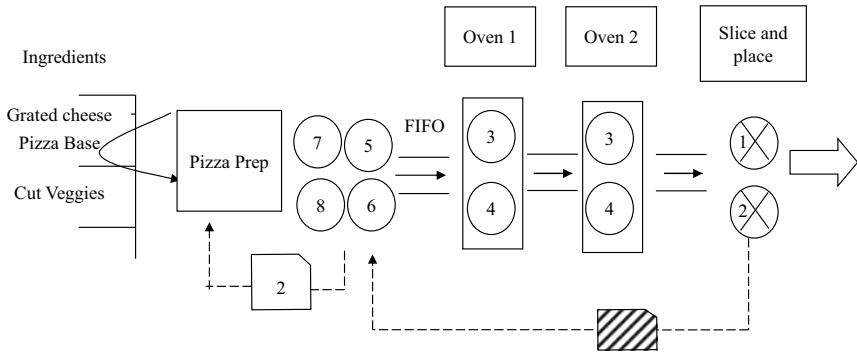 Oven 1
Oven 2
Slice and
place
Ingredients
Grated cheese
Pizza Base
Cut Veggies
Pizza Prep
7
5
8
6
FIFO
3
4
3
4
1
2
2